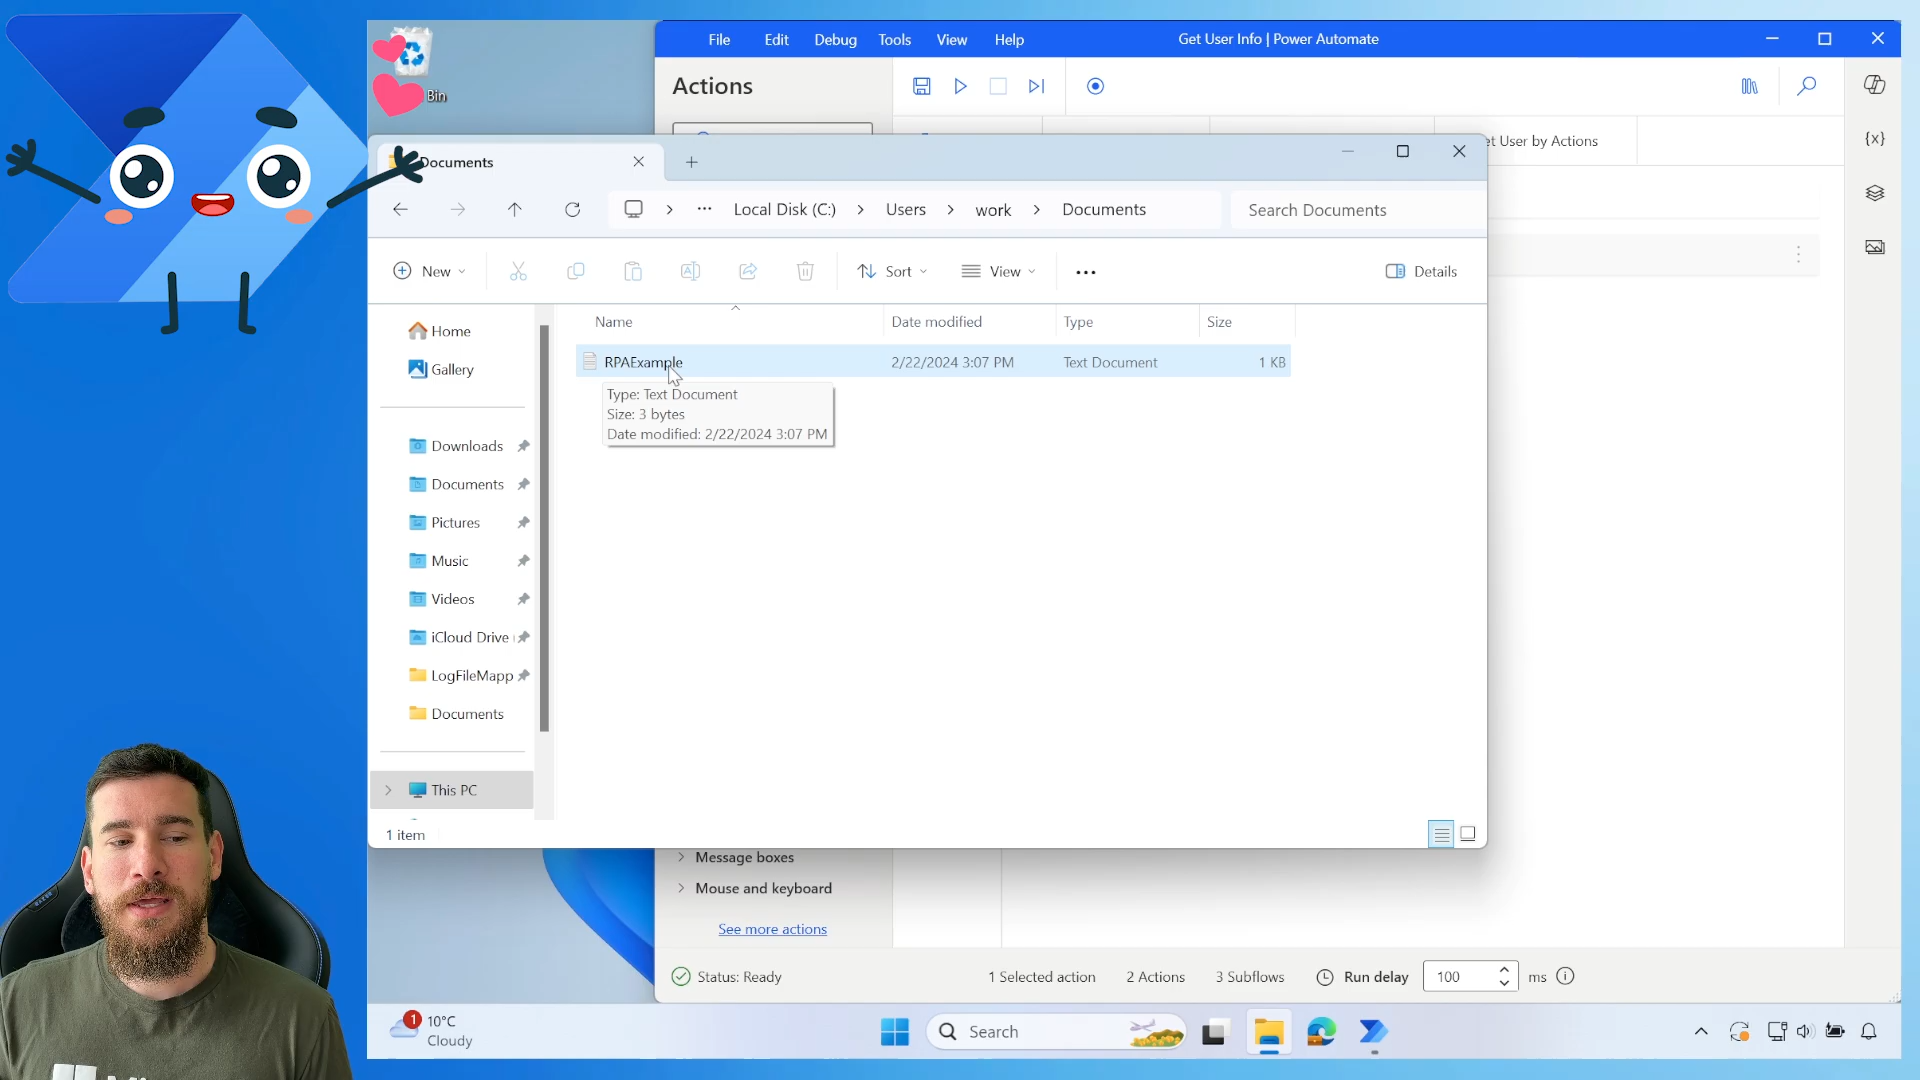 Bin
File Edit Debug Tools View Help
Get User Info | Power Automate
Actions
et User by Actions
{x}
Documents
Local Disk (C:) > Users > work > Documents
Search Documents
New
Sort
View
Details
Name
Date modified
Type
Size
RPAExample
2/22/2024 3:07 PM
Text Document
1 KB
Type: Text Document
Size: 3 bytes
Date modified: 2/22/2024 3:07 PM
Home
Gallery
Downloads
Documents
Pictures
Music
Videos
iCloud Drive
LogFileMapp
Documents
This PC
1 item
Message boxes
Mouse and keyboard
See more actions
Status: Ready
1 Selected action
2 Actions
3 Subflows
Run delay
100
ms
1
10°C
Cloudy
Search